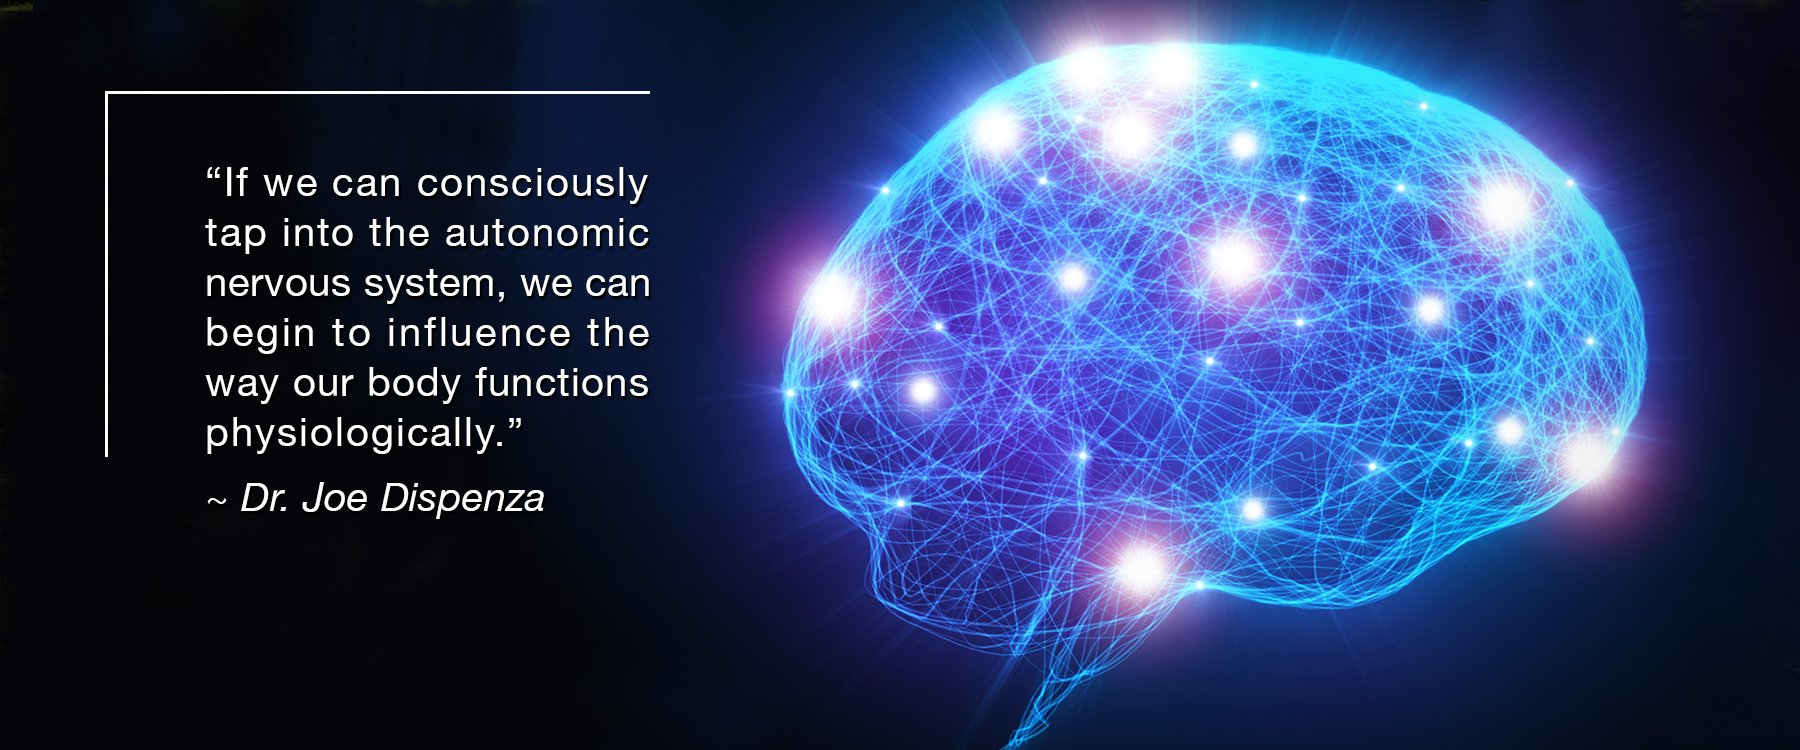 “If we can consciously
tap into the autonomic
nervous system, we can
begin to influence the
way our body functions
physiologically.”
~ Dr. Joe Dispenza